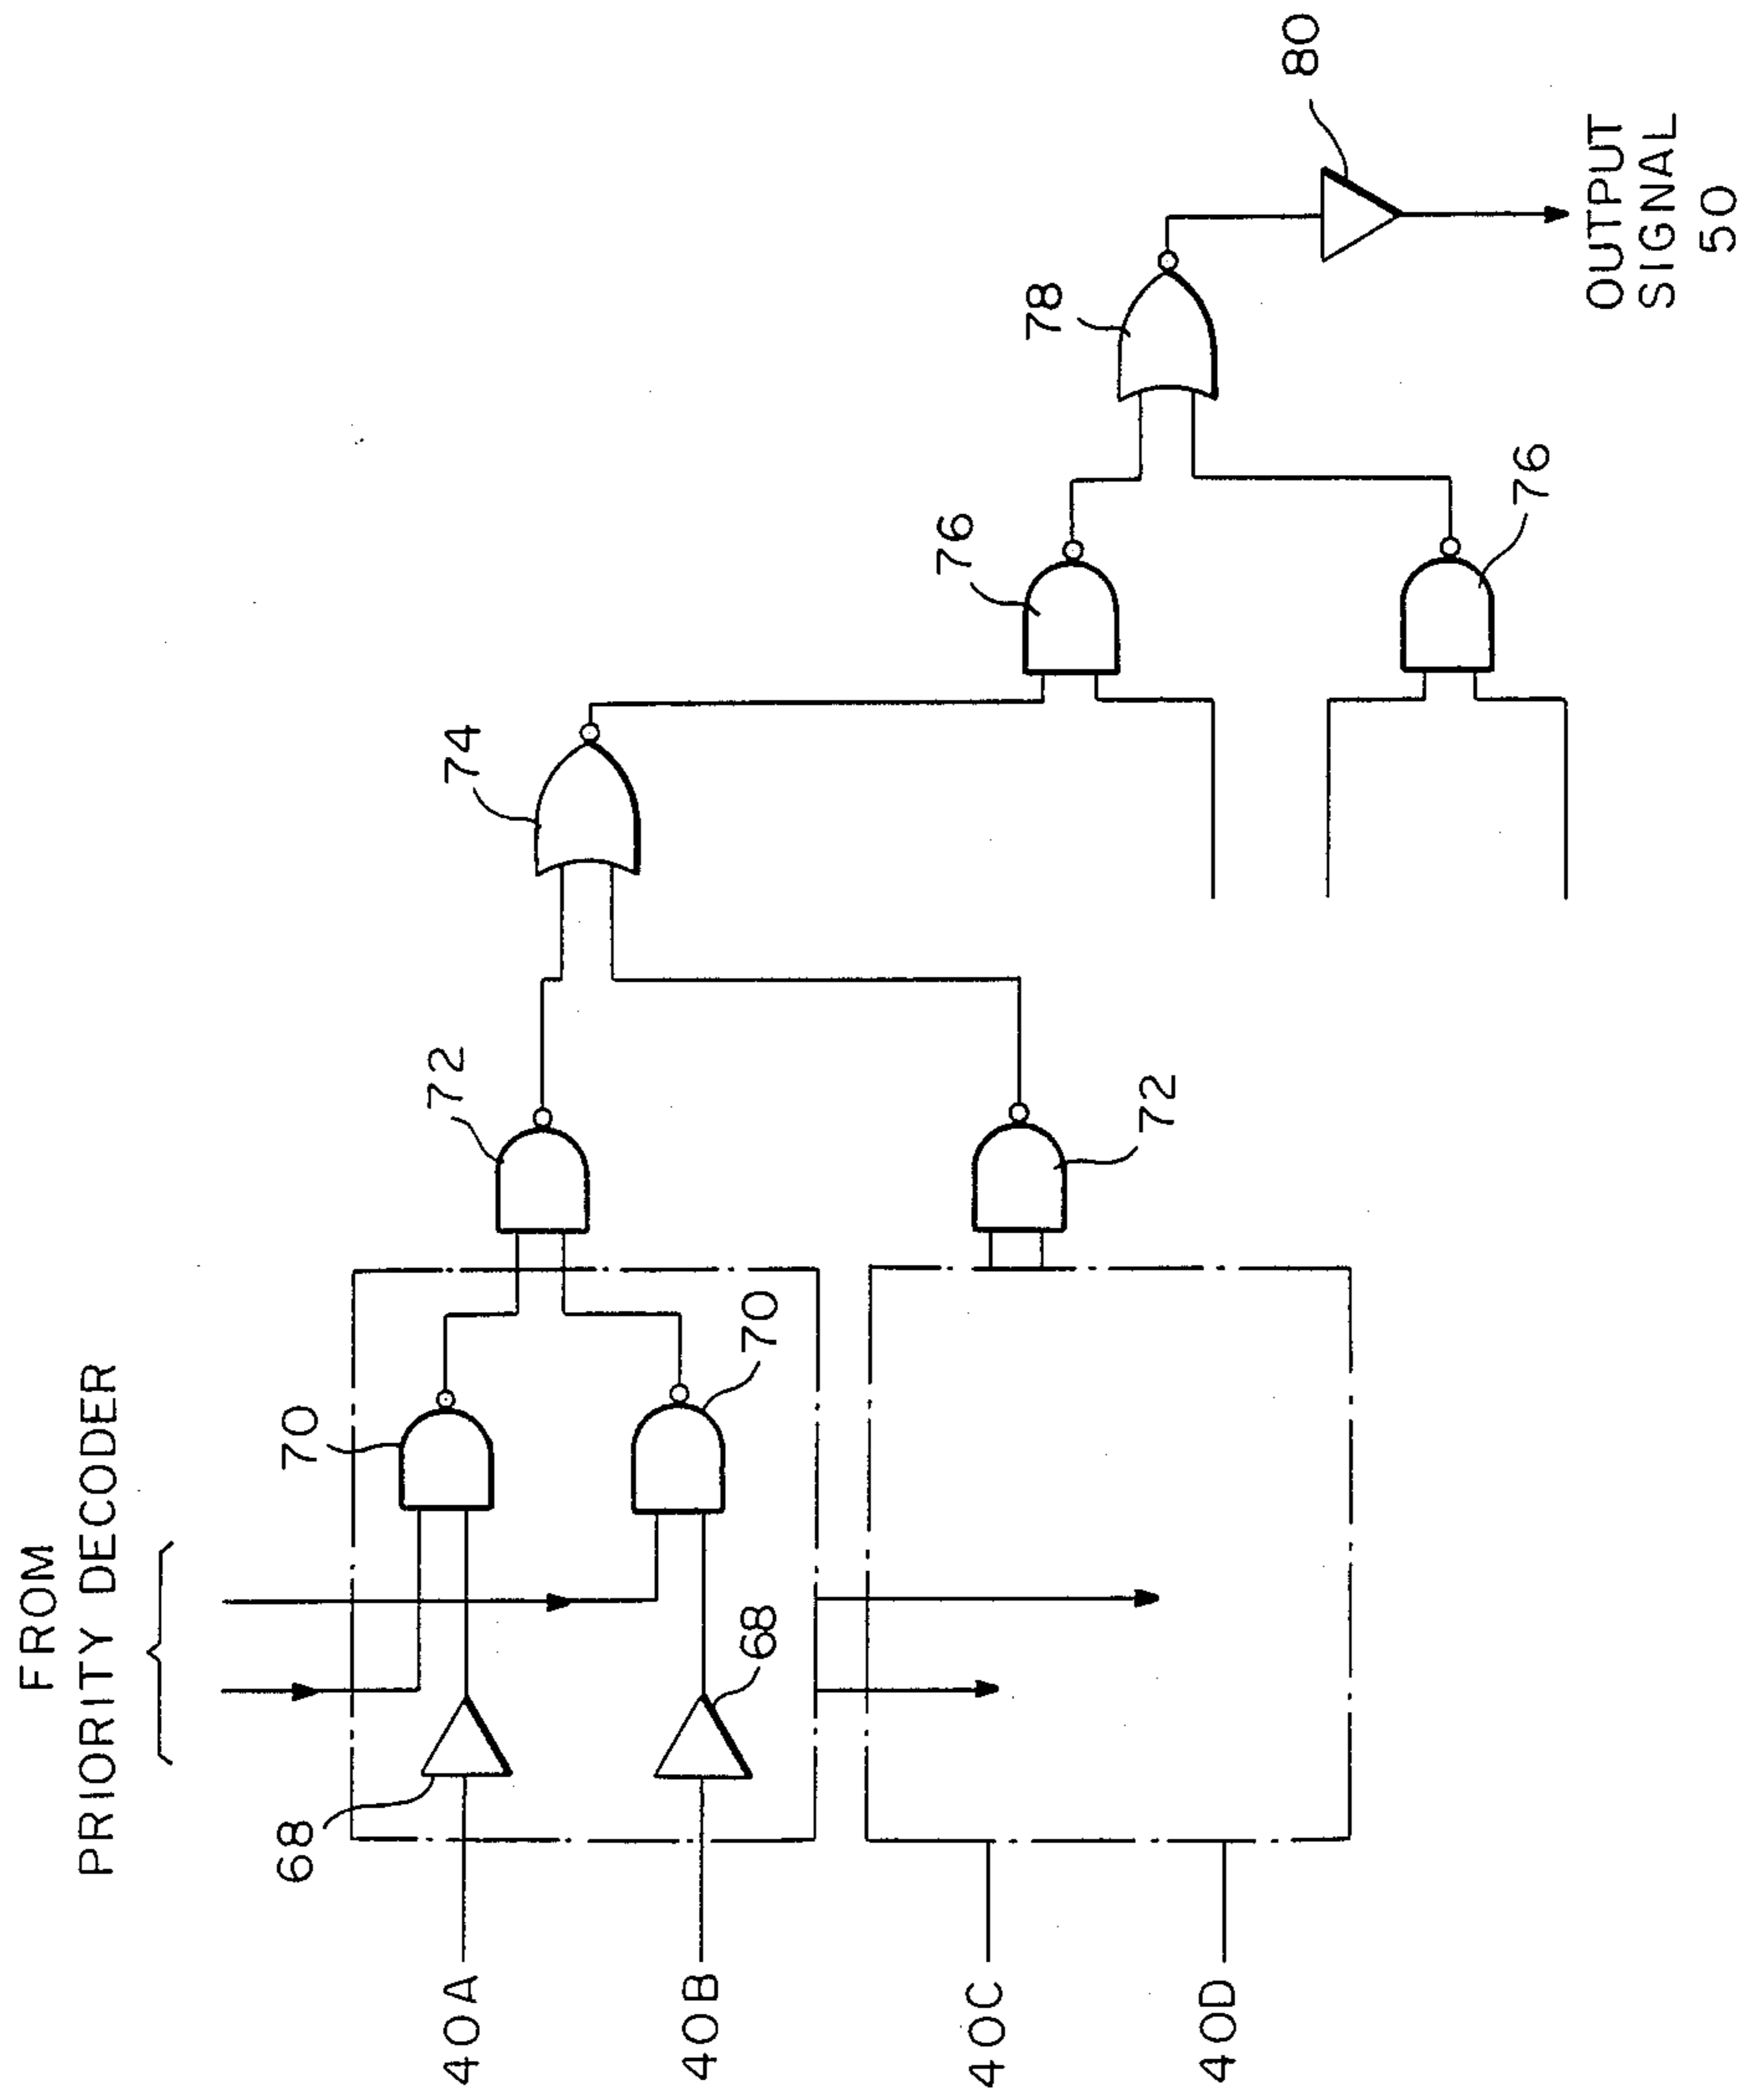 FROM
PRIORITY DECODER
68
70
40A
72
74
68
70
40B
40C
72
76
78
40D
76
80
OUTPUT
SIGNAL
50